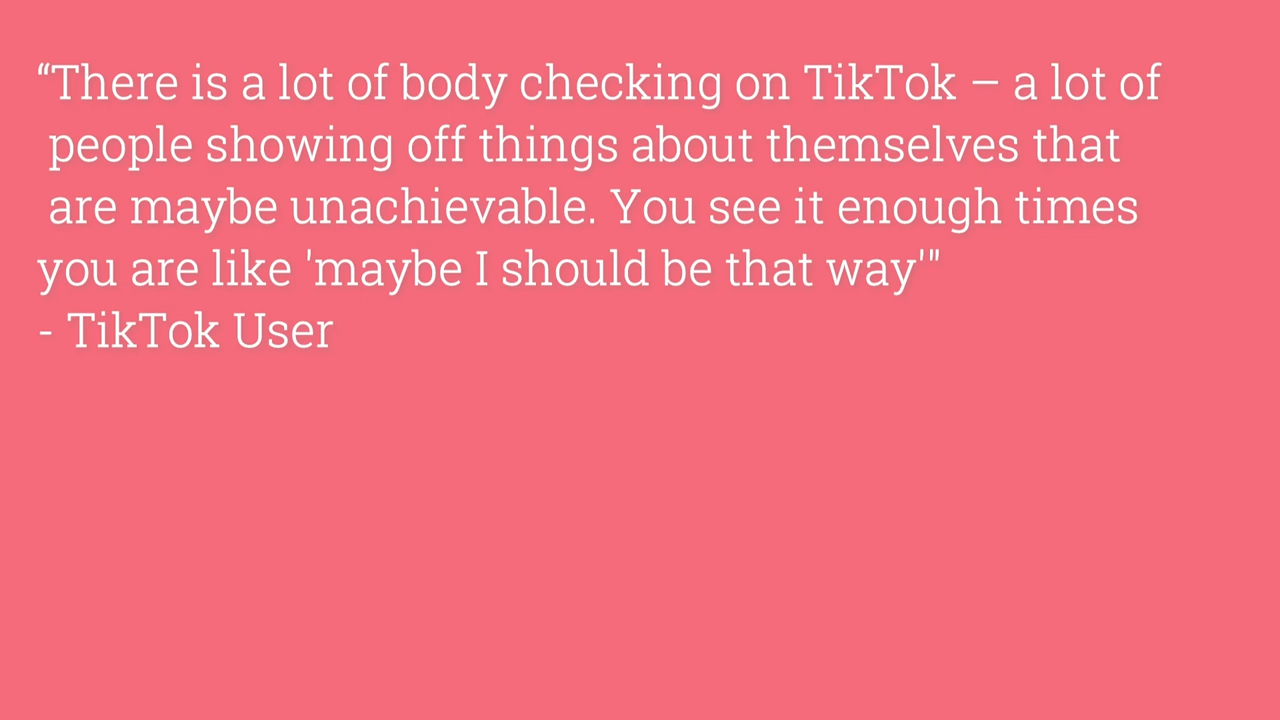 “There is a lot of body checking on TikTok – a lot of
people showing off things about themselves that
are maybe unachievable. You see it enough times
you are like 'maybe I should be that way'"
- TikTok User